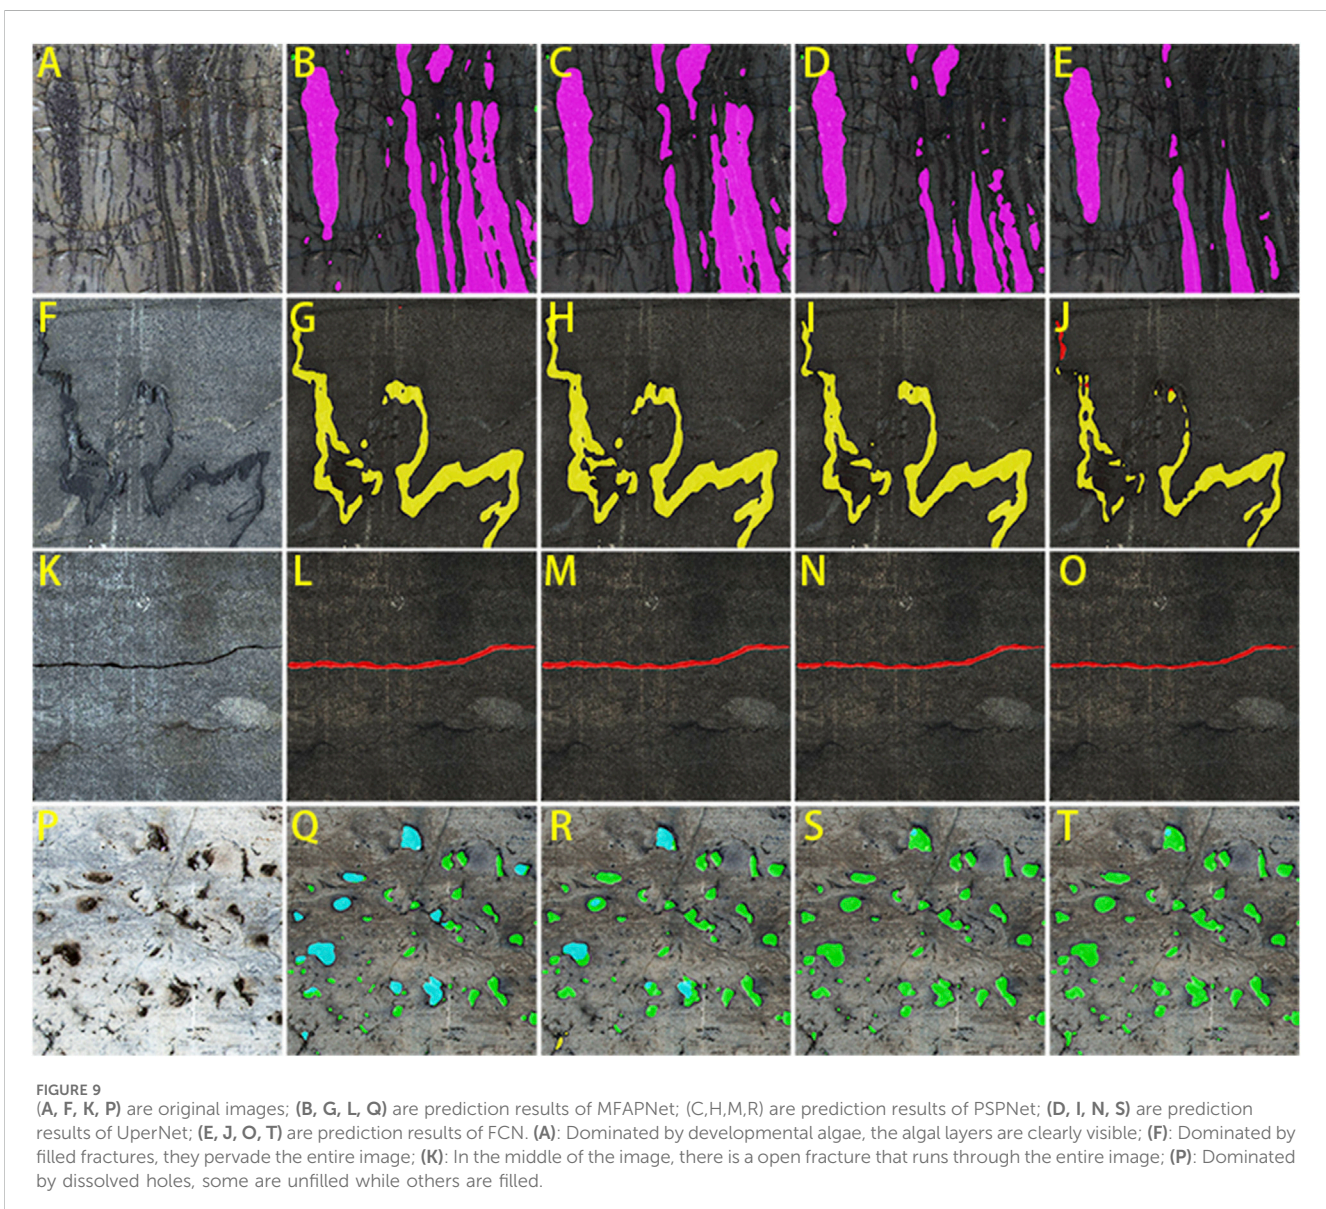 A B C D E
F G H I J
K L M N O
P Q R S T
FIGURE 9
(A, F, K, P) are original images; (B, G, L, Q) are prediction results of MFAPNet; (C,H,M,R) are prediction results of PSPNet; (D, I, N, S) are prediction
results of UperNet; (E, J, O, T) are prediction results of FCN. (A): Dominated by developmental algae, the algal layers are clearly visible; (F): Dominated by
filled fractures, they pervade the entire image; (K): In the middle of the image, there is a open fracture that runs through the entire image; (P): Dominated
by dissolved holes, some are unfilled while others are filled.